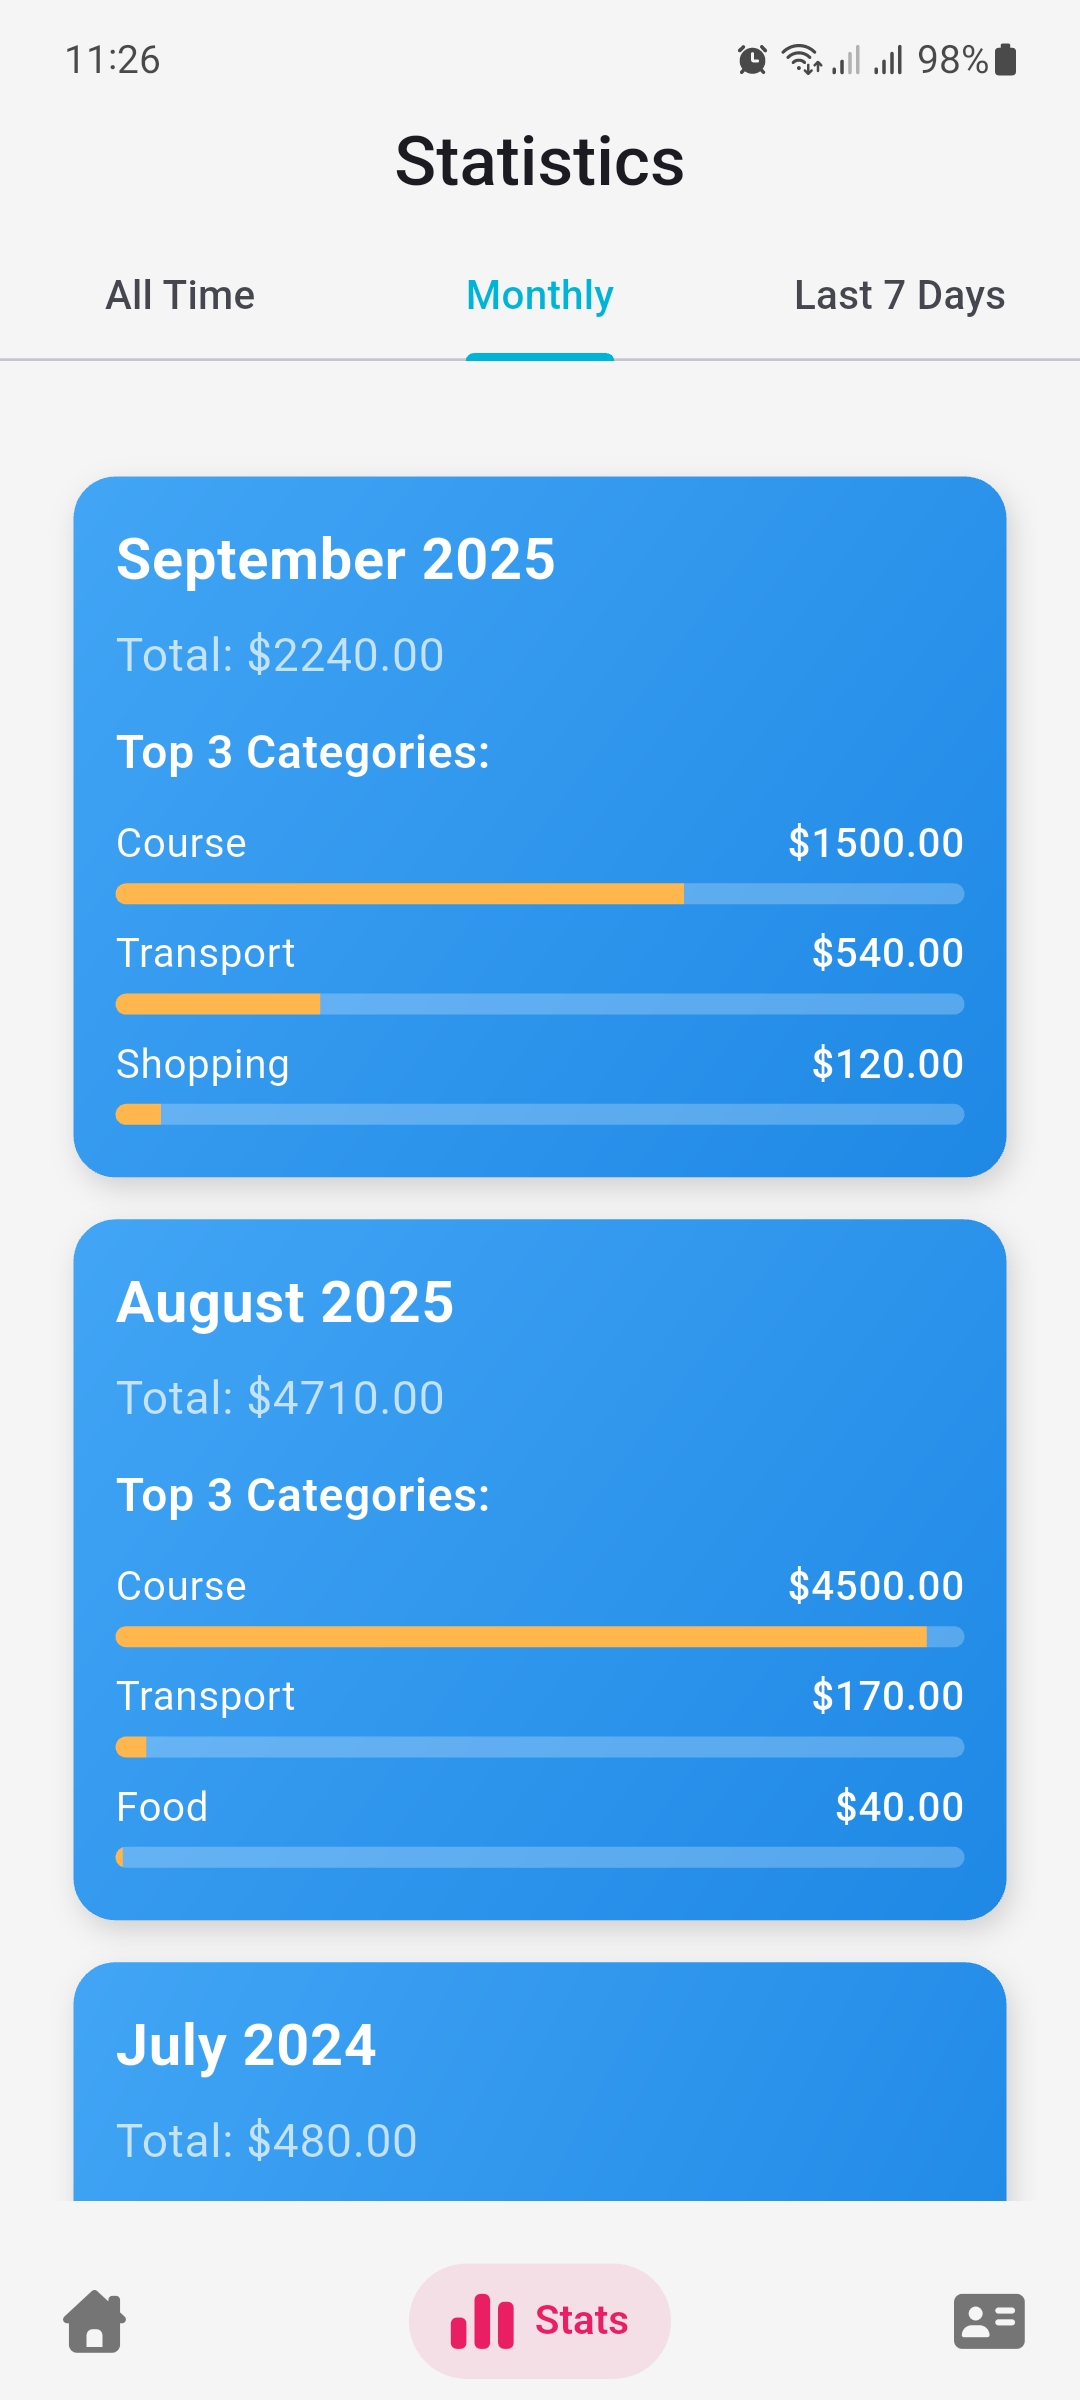 11:26
98%
Statistics
All Time Monthly Last 7 Days
September 2025
Total: $2240.00
Top 3 Categories:
Course $1500.00
Transport $540.00
Shopping $120.00
August 2025
Total: $4710.00
Top 3 Categories:
Course $4500.00
Transport $170.00
Food $40.00
July 2024
Total: $480.00
Stats